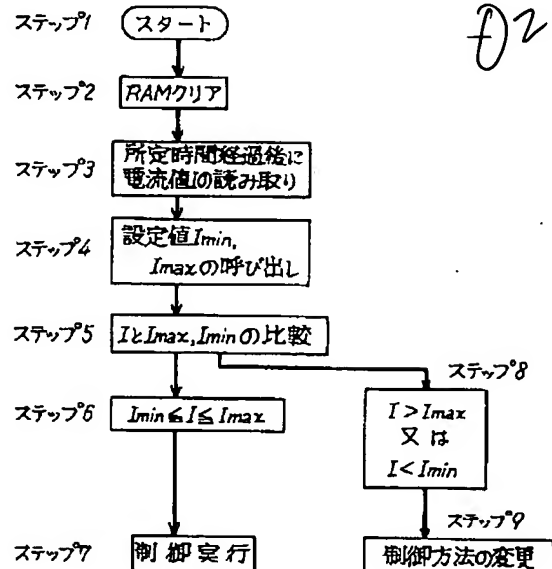 ステップ1 スタート
ステップ2 RAMクリア
ステップ3 所定時間経過後に
電流値Iの読み取り
ステップ4 設定値Imin,
Imaxの呼び出し
ステップ5 IとImax,Iminの比較
ステップ8
ステップ6 Imin≦I≦Imax
I>Imax
又は
I<Imin
ステップ9
ステップ7 制御実行
制御方法の変更